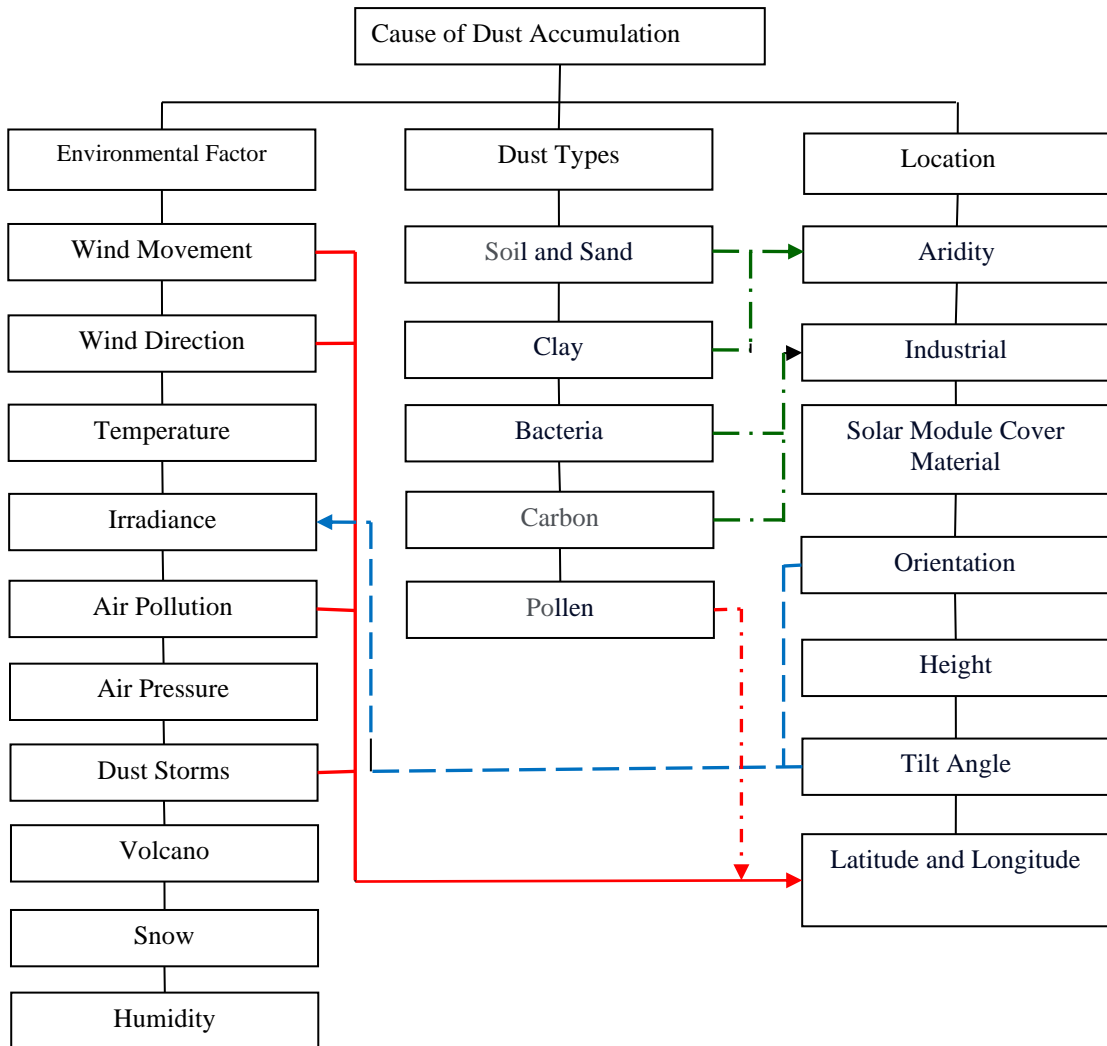 Cause of Dust Accumulation
Environmental Factor
Wind Movement
Wind Direction
Temperature
Irradiance
Air Pollution
Air Pressure
Dust Storms
Volcano
Snow
Humidity
Dust Types
Soil and Sand
Clay
Bacteria
Carbon
Pollen
Location
Aridity
Industrial
Solar Module Cover
Material
Orientation
Height
Tilt Angle
Latitude and Longitude